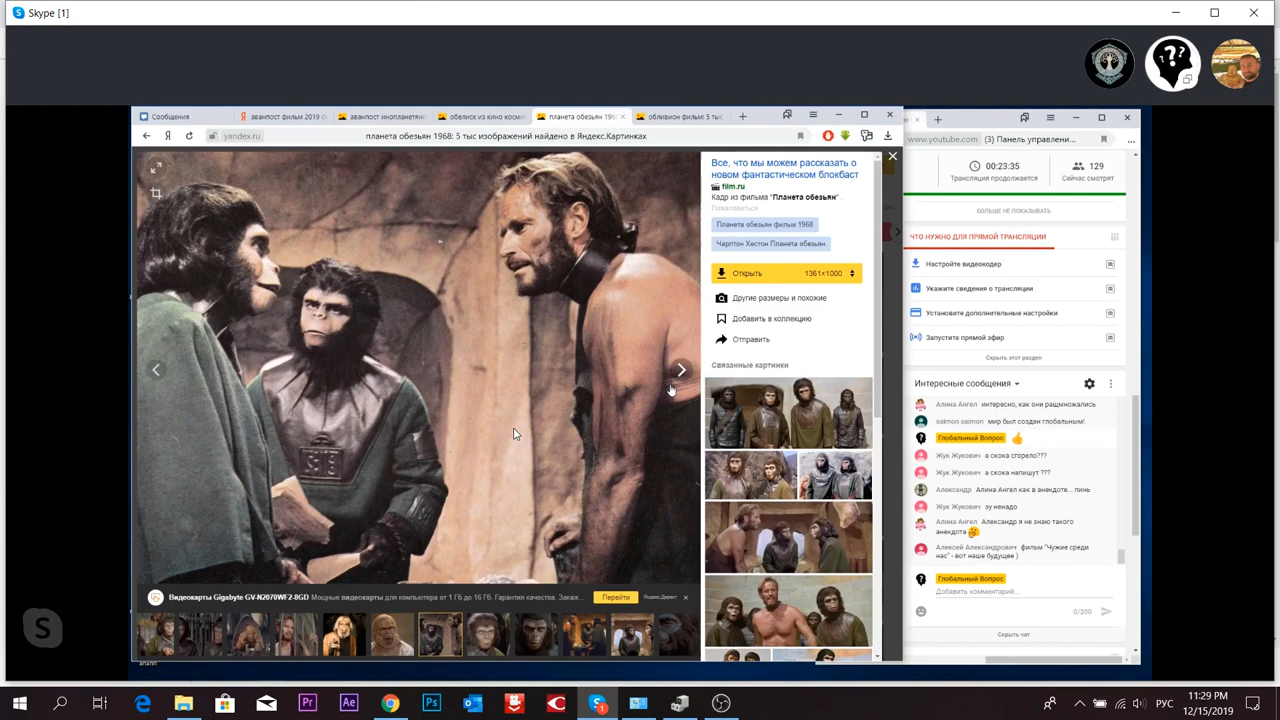 Skype [1]
Сообщения
аванпост фильм 2019 с
аванпост инопланетян
обелиск из кино косми
планета обезьян 196
обливион фильм: 5 тыс
yandex.ru
планета обезьян 1968: 5 тыс изображений найдено в Яндекс.Картинках
Все, что мы можем рассказать о
новом фантастическом блокбаст
film.ru
Кадр из фильма "Планета обезьян" .
Пожаловаться
Планета обезьян фильм 1968
Чарлтон Хестон Планета обезьян
Открыть 1361×1000
Другие размеры и похожие
Добавить в коллекцию
Отправить
Связанные картинки
Видеокарты Gigabyte GV-N2070WF2-8GD Мощные видеокарты для компьютера от 1 Гб до 16 Гб. Гарантия качества. Закаж...
Перейти
Яндекс.Директ
www.youtube.com (3) Панель управлени...
00:23:35
Трансляция продолжается
129
Сейчас смотрят
БОЛЬШЕ НЕ ПОКАЗЫВАТЬ
ЧТО НУЖНО ДЛЯ ПРЯМОЙ ТРАНСЛЯЦИИ
Настройте видеокодер
Укажите сведения о трансляции
Установите дополнительные настройки
Запустите прямой эфир
Скрыть этот раздел
Интересные сообщения
Алина Ангел интересно, как они ращмножались
saimon saimon мир был создан глобальным!
Глобальный Вопрос
Жук Жукович а скока сгорело???
Жук Жукович а скока напишут ???
Александр Алина Ангел как в анекдоте... пинь
Жук Жукович зу ненадо
Алина Ангел Александр я не знаю такого
анекдота
Алексей Александрович фильм "Чужие среди
нас" - вот наше будущее )
Глобальный Вопрос
Добавить комментарий...
0/200
Скрыть чат
апапп
РУС
11:29 PM
12/15/2019